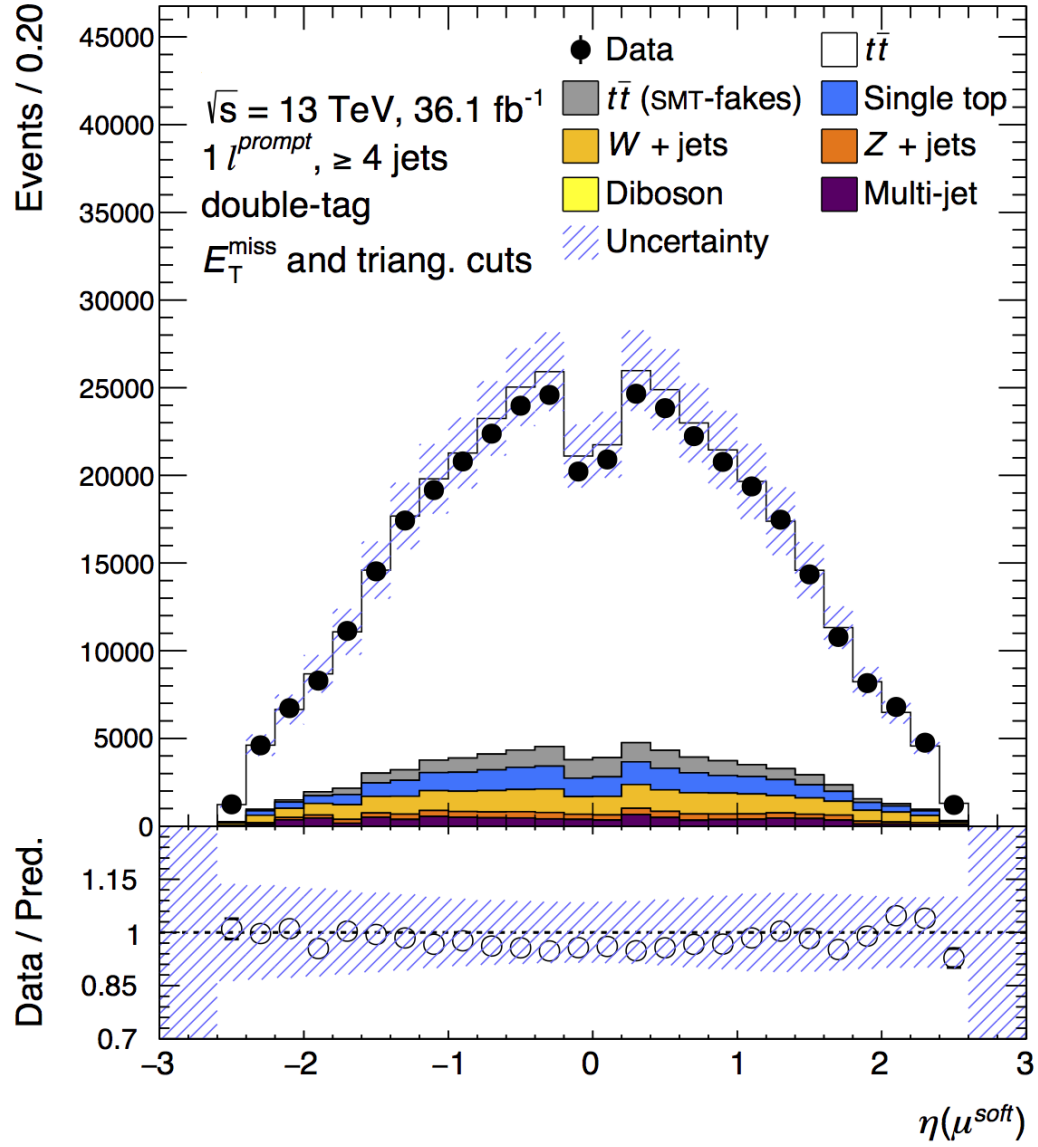 Events / 0.20
45000
40000
35000
30000
25000
20000
15000
10000
5000
0
√s = 13 TeV, 36.1 fb⁻¹
1 l^prompt, ≥ 4 jets
double-tag
E_T^miss and triang. cuts
Data
tt̄
tt̄ (SMT-fakes)
Single top
W + jets
Z + jets
Diboson
Multi-jet
Uncertainty
Data / Pred.
1.15
1
0.85
0.7
−3 −2 −1 0 1 2 3
η(μ^soft)